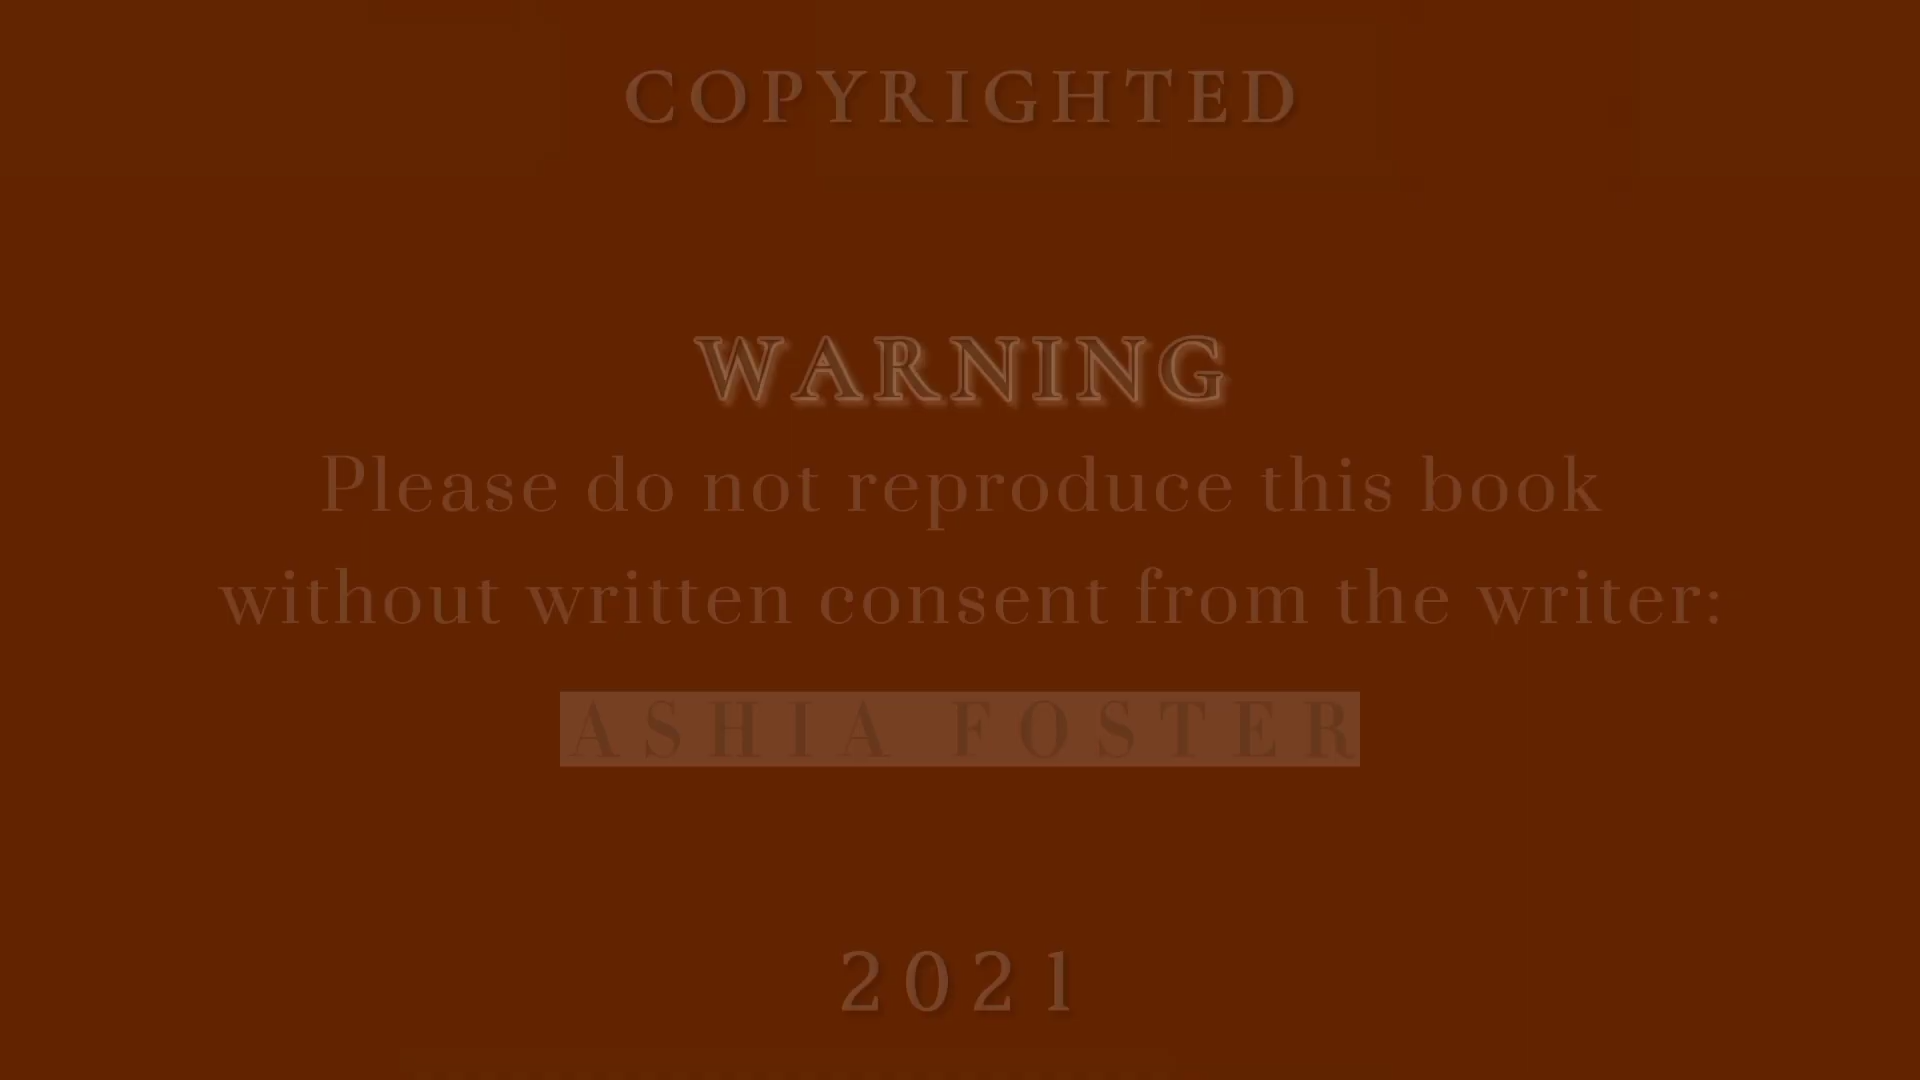 COPYRIGHTED
WARNING
Please do not reproduce this book
without written consent from the writer:
ASHIA FOSTER
2021